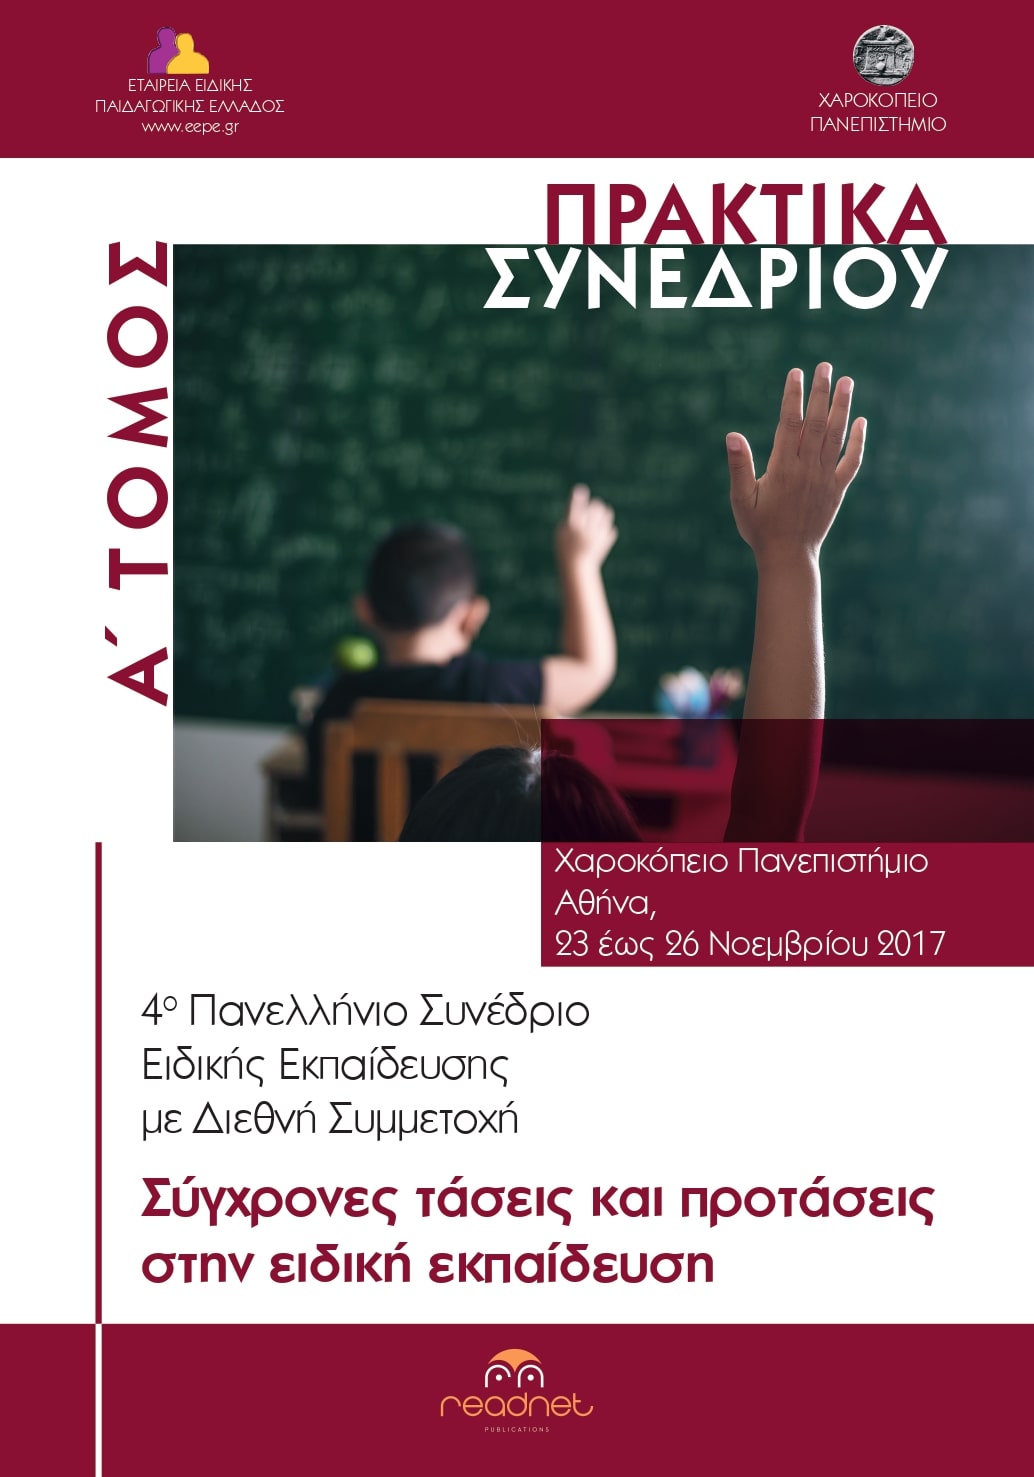 ΕΤΑΙΡΕΙΑ ΕΙΔΙΚΗΣ
ΠΑΙΔΑΓΩΓΙΚΗΣ ΕΛΛΑΔΟΣ
www.eepe.gr
ΧΑΡΟΚΟΠΕΙΟ
ΠΑΝΕΠΙΣΤΗΜΙΟ
ΠΡΑΚΤΙΚΑ
ΣΥΝΕΔΡΙΟΥ
Α΄ ΤΟΜΟΣ
Χαροκόπειο Πανεπιστήμιο
Αθήνα,
23 έως 26 Νοεμβρίου 2017
4ο Πανελλήνιο Συνέδριο
Ειδικής Εκπαίδευσης
με Διεθνή Συμμετοχή
Σύγχρονες τάσεις και προτάσεις
στην ειδική εκπαίδευση
readnet
PUBLICATIONS